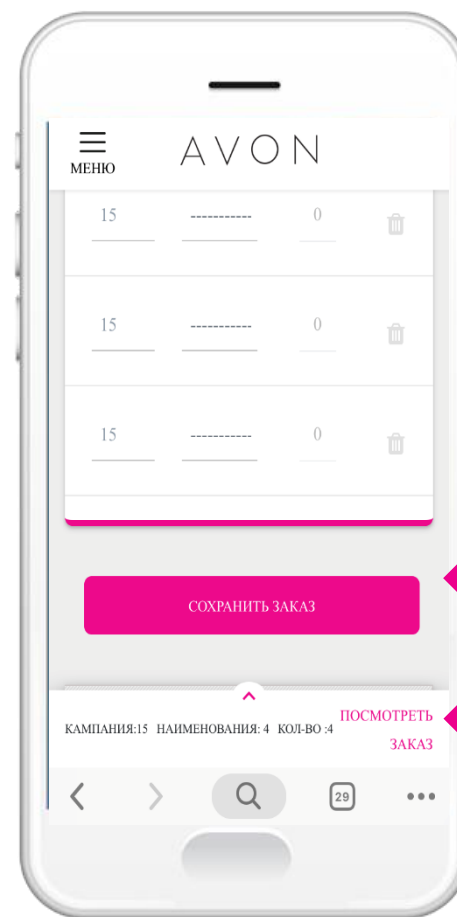 МЕНЮ
AVON
15 ----------- 0
15 ----------- 0
15 ----------- 0
СОХРАНИТЬ ЗАКАЗ
КАМПАНИЯ:15 НАИМЕНОВАНИЯ: 4 КОЛ-ВО :4 ПОСМОТРЕТЬ
ЗАКАЗ
29